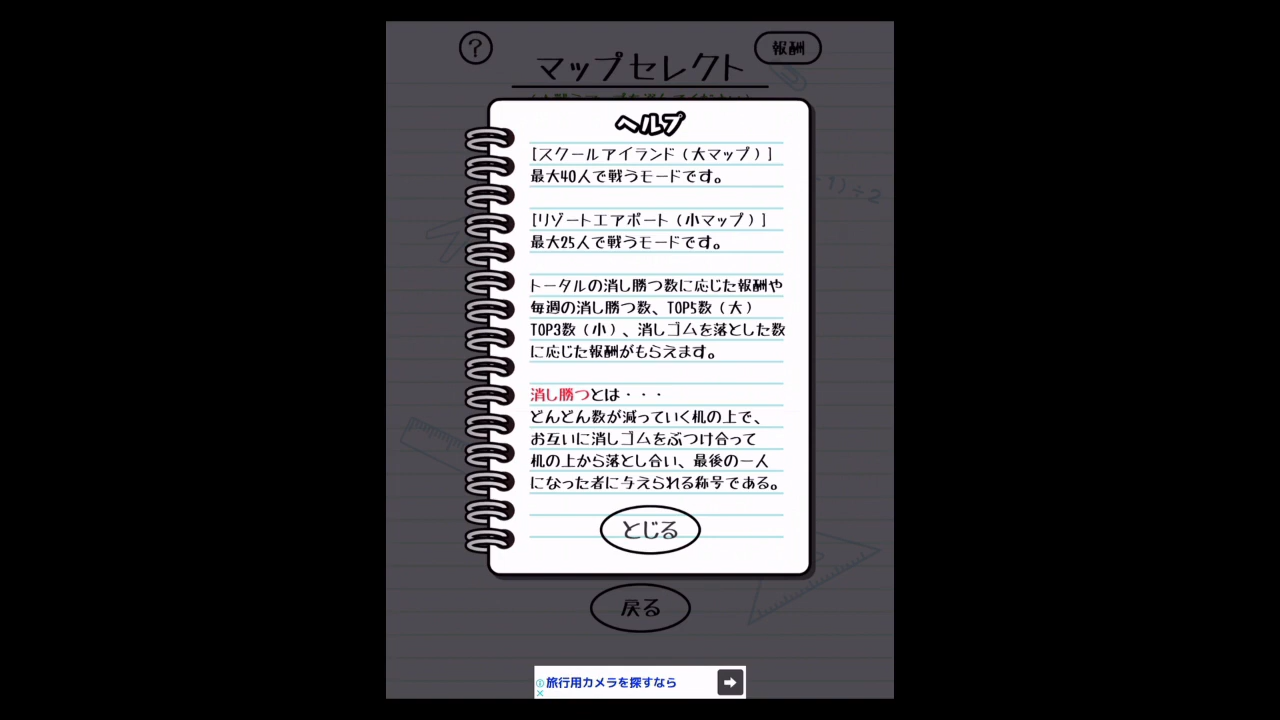 ?
報酬
マップセレクト
ヘルプ
[スクールアイランド（大マップ）]
最大40人で戦うモードです。
[リゾートエアポート（小マップ）]
最大25人で戦うモードです。
トータルの消し勝つ数に応じた報酬や
毎週の消し勝つ数、TOP5数（大）
TOP3数（小）、消しゴムを落とした数
に応じた報酬がもらえます。
消し勝つとは・・・
どんどん数が減っていく机の上で、
お互いに消しゴムをぶつけ合って
机の上から落とし合い、最後の一人
になった者に与えられる称号である。
とじる
戻る
旅行用カメラを探すなら